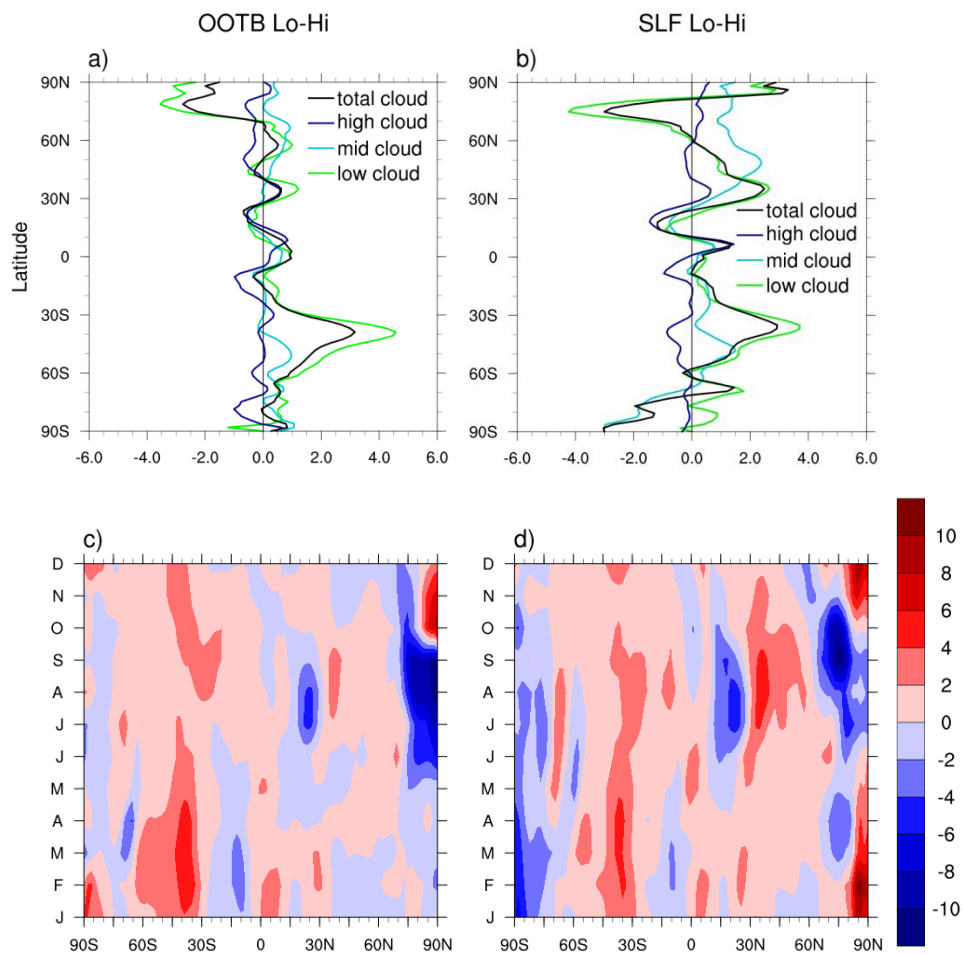 OOTB Lo-Hi
SLF Lo-Hi
a)
b)
90N
60N
30N
0
30S
60S
90S
Latitude
total cloud
high cloud
mid cloud
low cloud
-6.0 -4.0 -2.0 0.0 2.0 4.0 6.0
90N
60N
30N
0
30S
60S
90S
total cloud
high cloud
mid cloud
low cloud
-6.0 -4.0 -2.0 0.0 2.0 4.0 6.0
c)
d)
D
N
O
S
A
J
J
M
A
M
F
J
90S 60S 30S 0 30N 60N 90N
D
N
O
S
A
J
J
M
A
M
F
J
90S 60S 30S 0 30N 60N 90N
10
8
6
4
2
0
-2
-4
-6
-8
-10